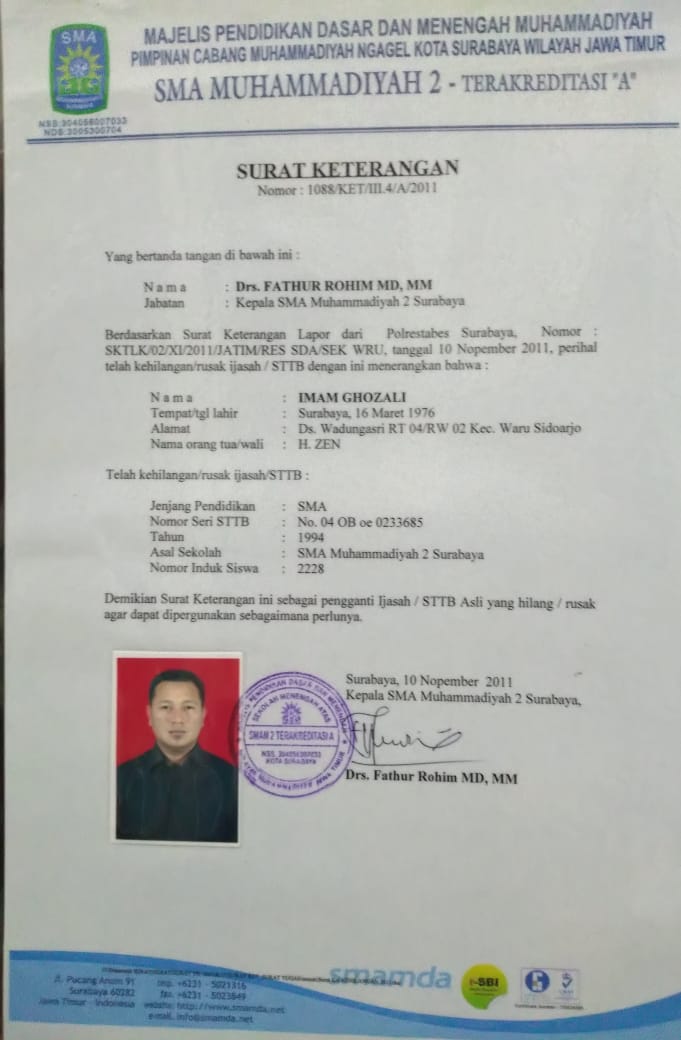 SMA
MUHAMMADIYAH 2
SURABAYA
NSS:304056007033
NDS:3005300704
MAJELIS PENDIDIKAN DASAR DAN MENENGAH MUHAMMADIYAH
PIMPINAN CABANG MUHAMMADIYAH NGAGEL KOTA SURABAYA WILAYAH JAWA TIMUR
SMA MUHAMMADIYAH 2 - TERAKREDITASI "A"
SURAT KETERANGAN
Nomor : 1088/KET/III.4/A/2011
Yang bertanda tangan di bawah ini :
N a m a : Drs. FATHUR ROHIM MD, MM
Jabatan : Kepala SMA Muhammadiyah 2 Surabaya
Berdasarkan Surat Keterangan Lapor dari Polrestabes Surabaya, Nomor :
SKTLK/02/XI/2011/JATIM/RES SDA/SEK WRU, tanggal 10 Nopember 2011, perihal
telah kehilangan/rusak ijasah / STTB dengan ini menerangkan bahwa :
N a m a : IMAM GHOZALI
Tempat/tgl lahir : Surabaya, 16 Maret 1976
Alamat : Ds. Wadungasri RT 04/RW 02 Kec. Waru Sidoarjo
Nama orang tua/wali : H. ZEN
Telah kehilangan/rusak ijasah/STTB :
Jenjang Pendidikan : SMA
Nomor Seri STTB : No. 04 OB oe 0233685
Tahun : 1994
Asal Sekolah : SMA Muhammadiyah 2 Surabaya
Nomor Induk Siswa : 2228
Demikian Surat Keterangan ini sebagai pengganti Ijasah / STTB Asli yang hilang / rusak
agar dapat dipergunakan sebagaimana perlunya.
Surabaya, 10 Nopember 2011
Kepala SMA Muhammadiyah 2 Surabaya,
PENDIDIKAN DASAR DAN MENENGAH
SEKOLAH MENENGAH ATAS
SMAM 2 TERAKREDITASI A
NSS. 304056007033
KOTA SURABAYA
Drs. Fathur Rohim MD, MM
Jl. Pucang Anom 91
Surabaya 60282
Jawa Timur - Indonesia
telp. +6231 - 5021316
fax. +6231 - 5023849
website: http://www.smamda.net
e-mail. info@smamda.net
smamda
e-SBI